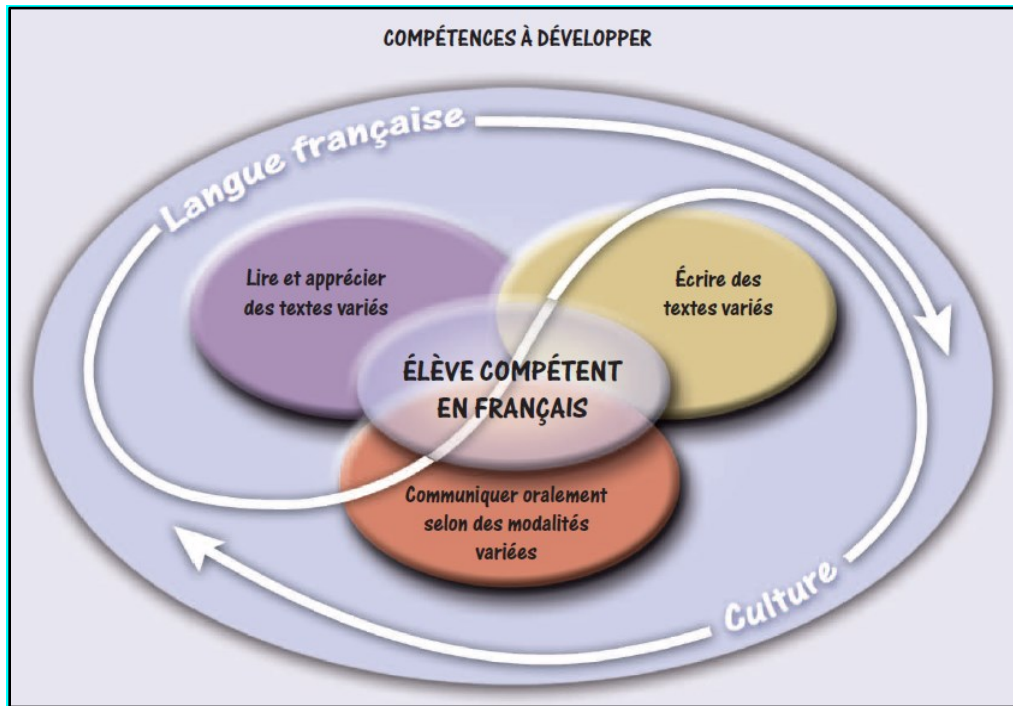 COMPÉTENCES À DÉVELOPPER
Langue française
Lire et apprécier
des textes variés
Écrire des
textes variés
ÉLÈVE COMPÉTENT
EN FRANÇAIS
Communiquer oralement
selon des modalités
variées
Culture